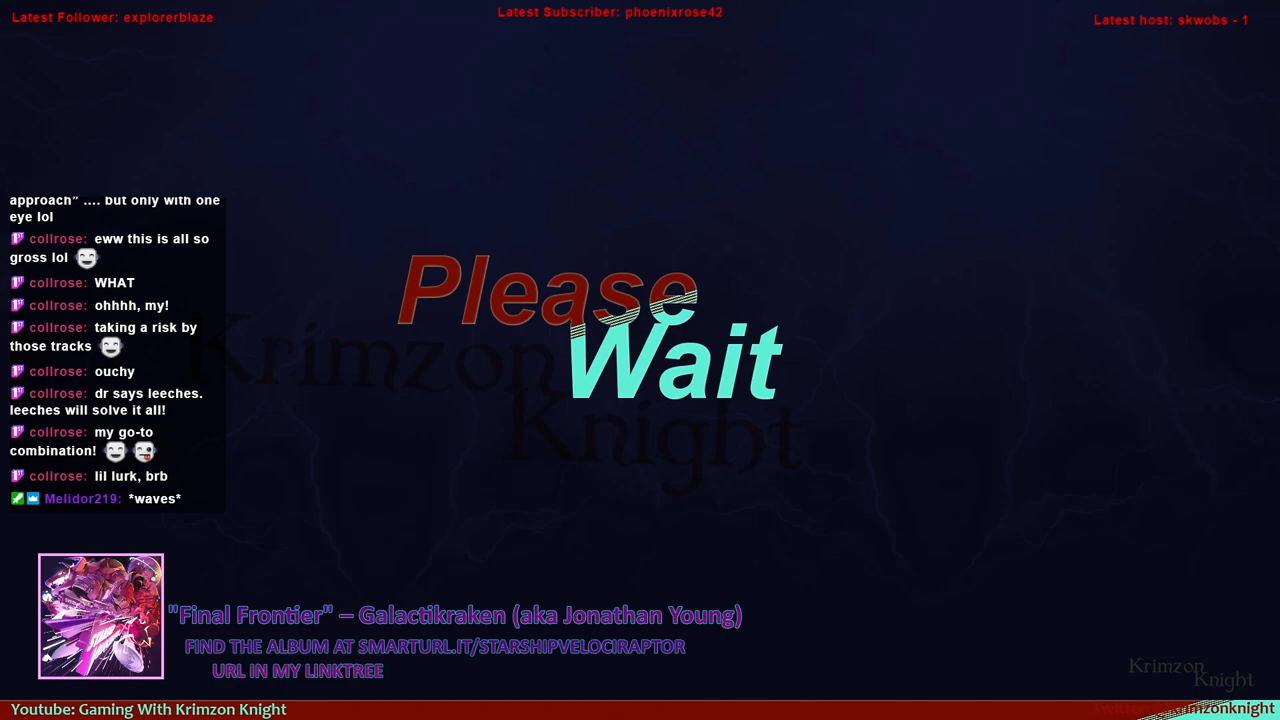 Latest Follower: explorerblaze
Latest Subscriber: phoenixrose42
Latest host: skwobs - 1
approach" .... but only with one
eye lol
collrose: eww this is all so
gross lol
collrose: WHAT
collrose: ohhhh, my!
collrose: taking a risk by
those tracks
collrose: ouchy
collrose: dr says leeches.
leeches will solve it all!
collrose: my go-to
combination!
collrose: lil lurk, brb
Melidor219: *waves*
Please
Wait
Krimzon
Knight
"Final Frontier" – Galactikraken (aka Jonathan Young)
FIND THE ALBUM AT SMARTURL.IT/STARSHIPVELOCIRAPTOR
URL IN MY LINKTREE
Krimzon
Knight
Youtube: Gaming With Krimzon Knight